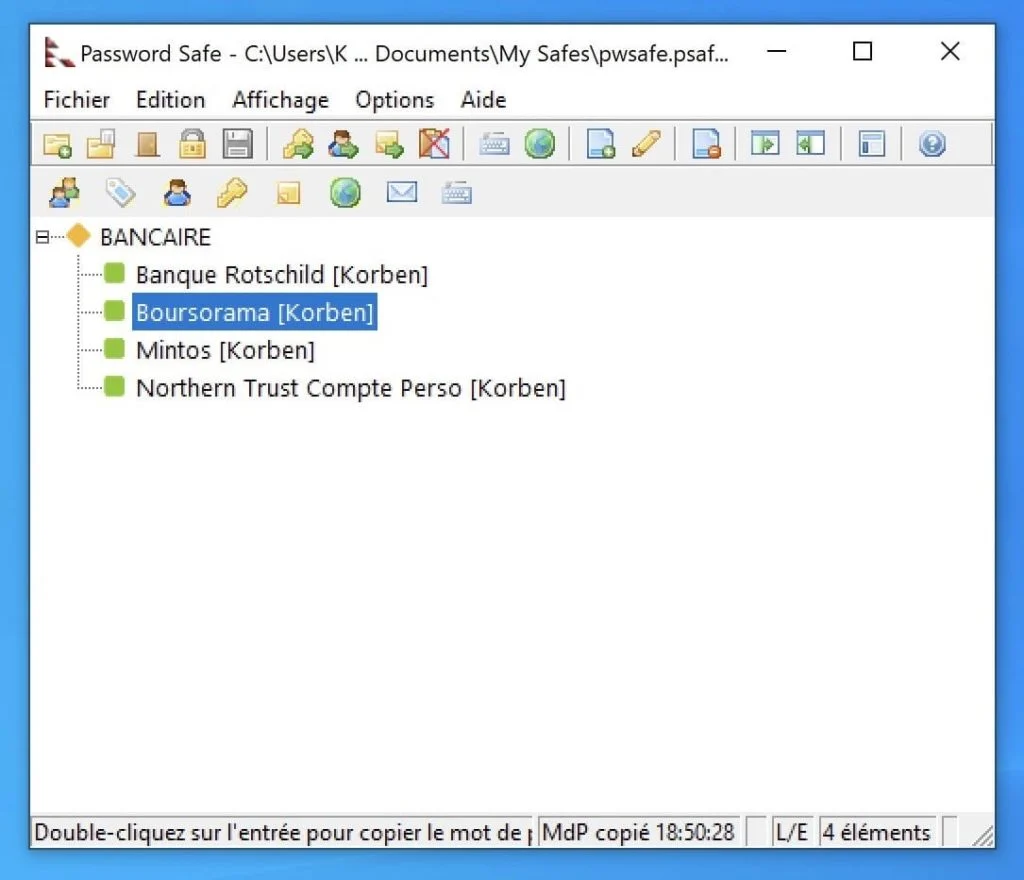 Password Safe - C:\Users\K ... Documents\My Safes\pwsafe.psaf...
Fichier Edition Affichage Options Aide
BANCAIRE
Banque Rotschild [Korben]
Boursorama [Korben]
Mintos [Korben]
Northern Trust Compte Perso [Korben]
Double-cliquez sur l'entrée pour copier le mot de MdP copié 18:50:28 L/E 4 éléments